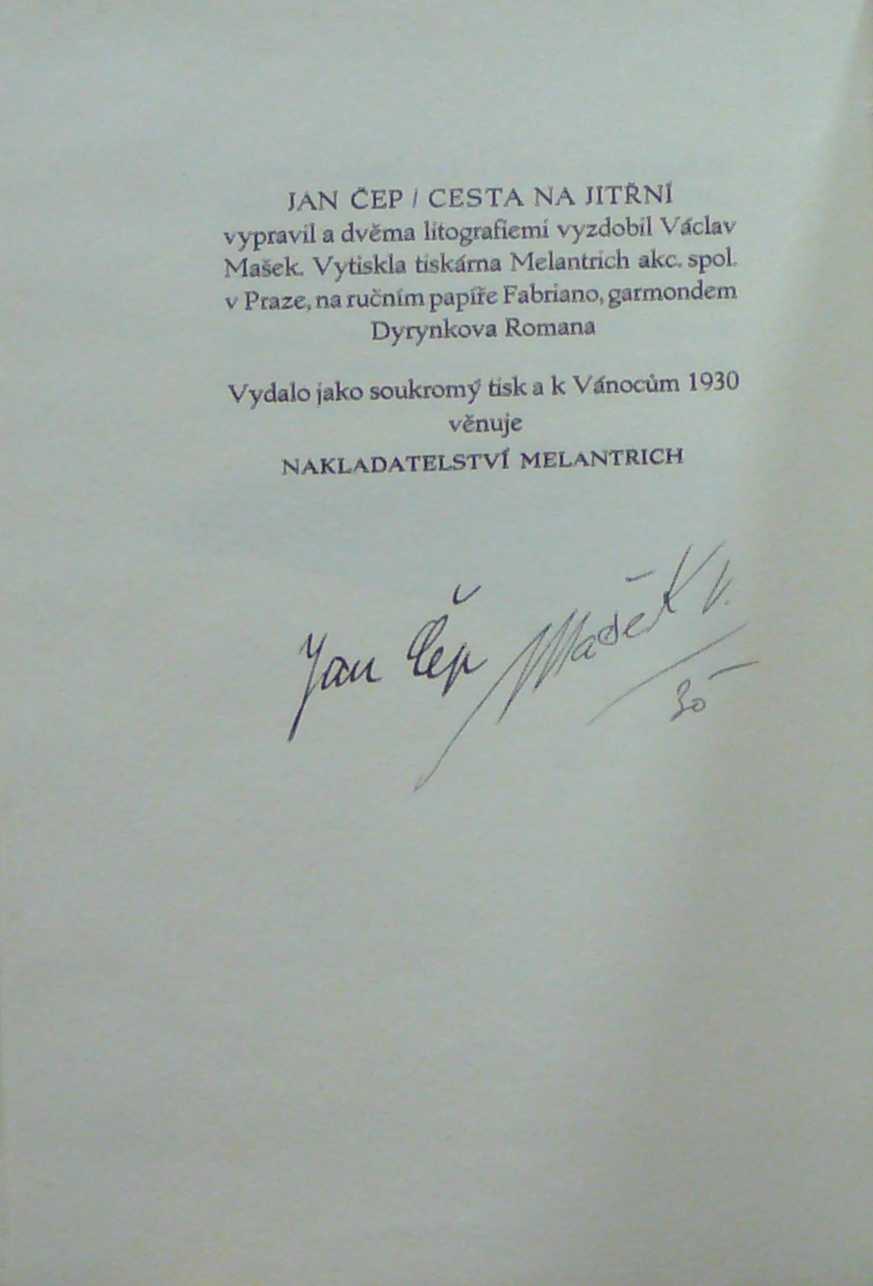 JAN ČEP / CESTA NA JITŘNÍ
vypravil a dvěma litografiemi vyzdobil Václav
Mašek. Vytiskla tiskárna Melantrich akc. spol.
v Praze, na ručním papíře Fabriano, garmondem
Dyrynkova Romana
Vydalo jako soukromý tisk a k Vánocům 1930
věnuje
NAKLADATELSTVÍ MELANTRICH
Jan Čep Mašek V.
30